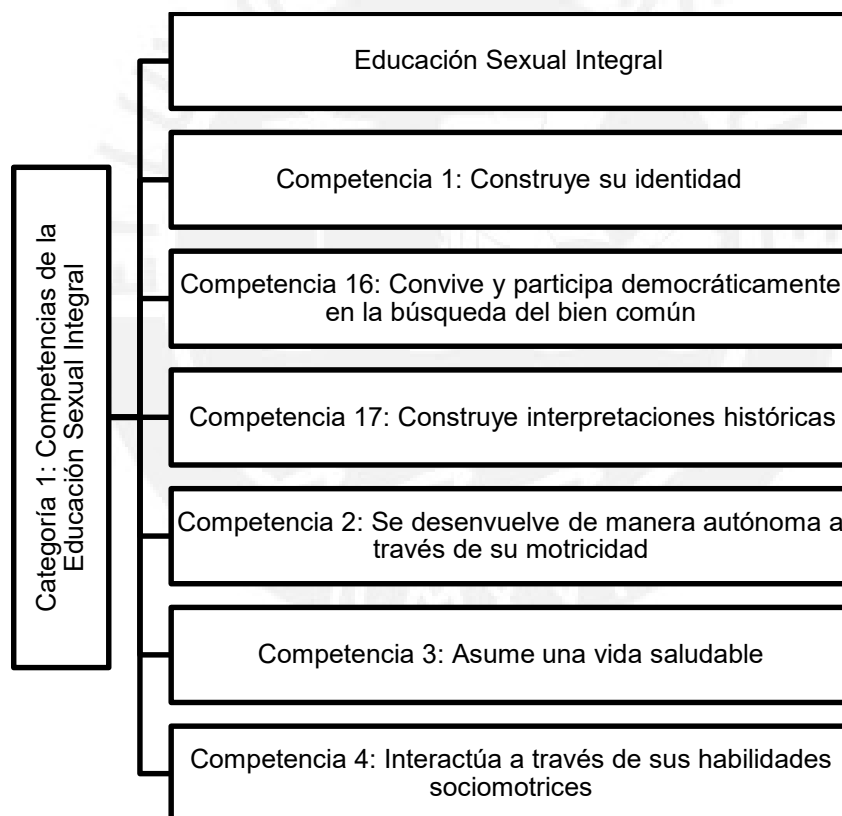 Categoría 1: Competencias de la
Educación Sexual Integral
Educación Sexual Integral
Competencia 1: Construye su identidad
Competencia 16: Convive y participa democráticamente
en la búsqueda del bien común
Competencia 17: Construye interpretaciones históricas
Competencia 2: Se desenvuelve de manera autónoma a
través de su motricidad
Competencia 3: Asume una vida saludable
Competencia 4: Interactúa a través de sus habilidades
sociomotrices